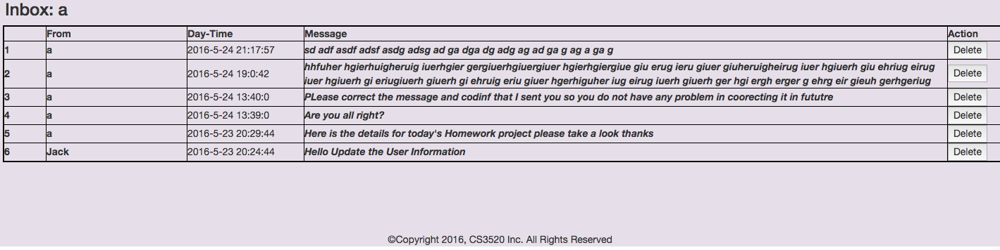 Inbox: a
From Day-Time Message Action
1 a 2016-5-24 21:17:57 sd adf asdf adsf asdg adsg ad ga dga dg adg ag ad ga g ag a ga g Delete
2 a 2016-5-24 19:0:42 hhfuher hgierhuigheruig iuerhgier gergiuerhgiuergiuer hgierhgiergiue giu erug ieru giuer giuheruigheirug iuer hgiuerh giu ehriug eirug
iuer hgiuerh gi eriugiuerh giuerh gi ehruig eriu giuer hgerhiguher iug eirug iuerh giuerh ger hgi ergh erger g ehrg eir gieuh gerhgeriug Delete
3 a 2016-5-24 13:40:0 PLease correct the message and codinf that I sent you so you do not have any problem in coorecting it in fututre Delete
4 a 2016-5-24 13:39:0 Are you all right? Delete
5 a 2016-5-23 20:29:44 Here is the details for today's Homework project please take a look thanks Delete
6 Jack 2016-5-23 20:24:44 Hello Update the User Information Delete
©Copyright 2016, CS3520 Inc. All Rights Reserved